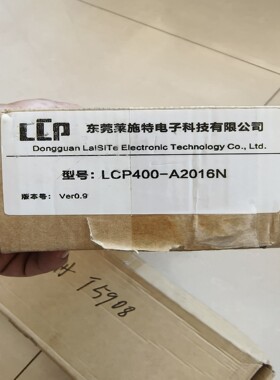 LCP 东莞莱施特电子科技有限公司
Dongguan LaiSiTe Electronic Technology Co., Ltd.
型号: LCP400-A2016N
版本号: Ver0.9
T5908